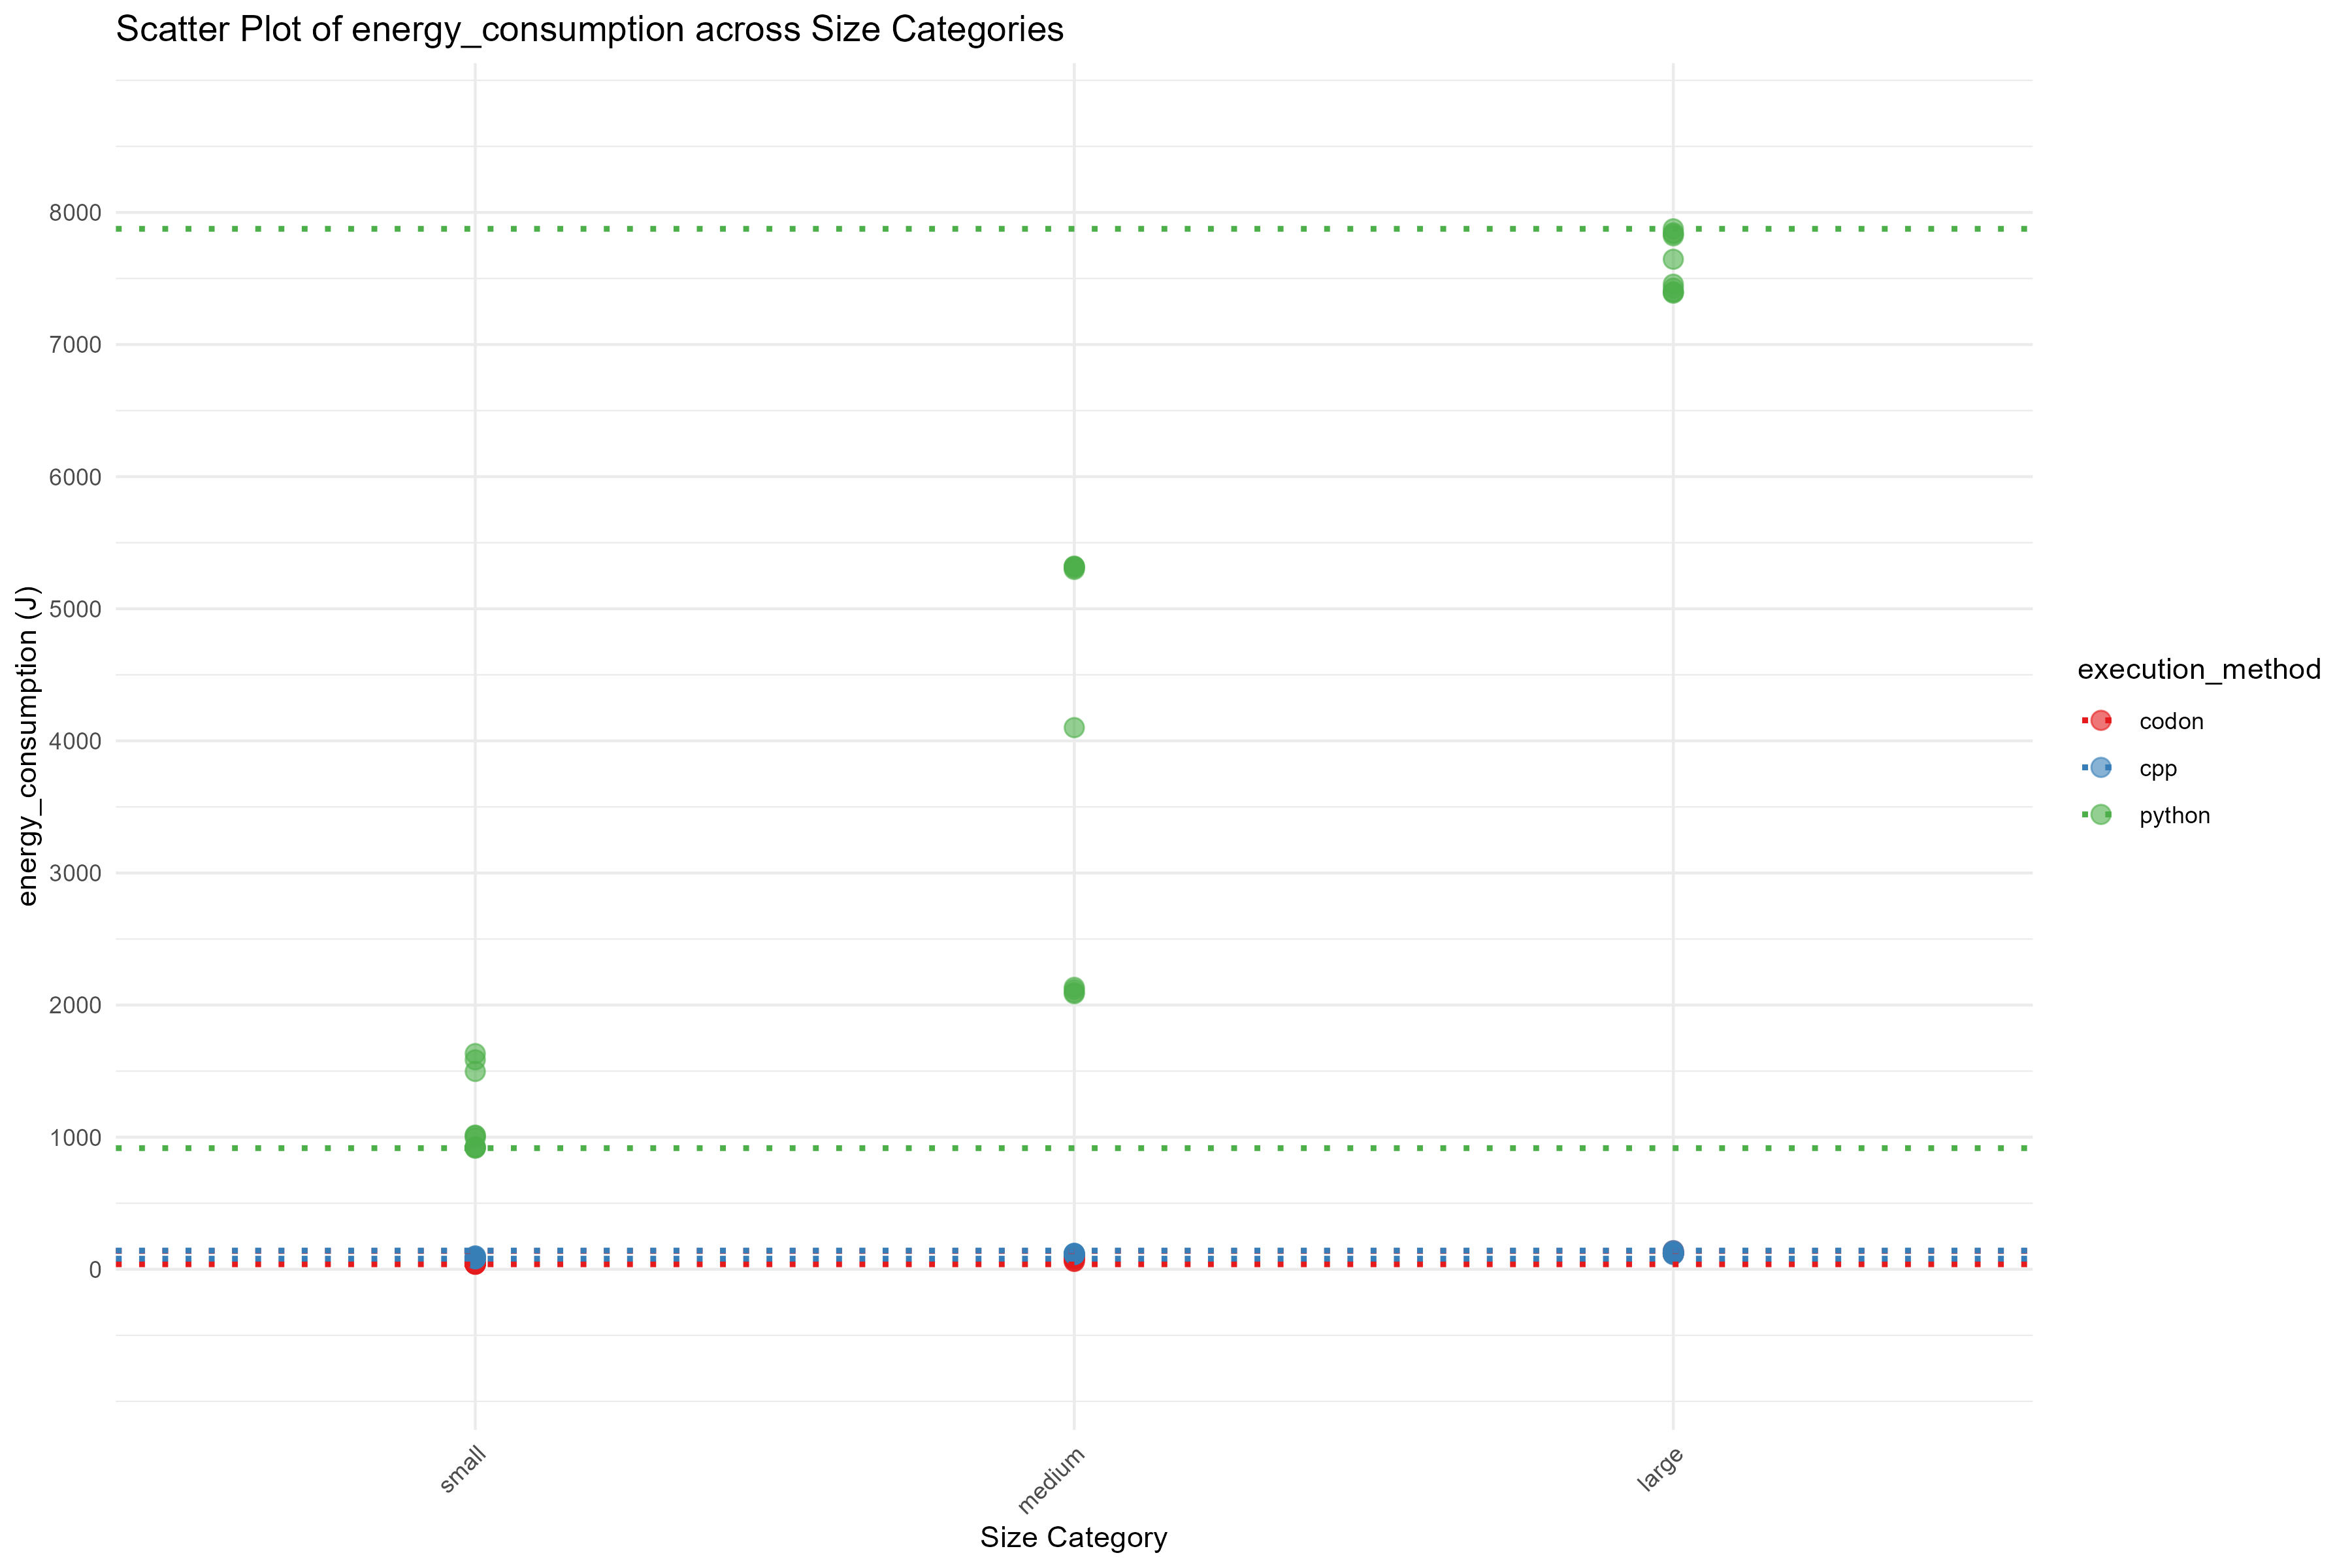 Scatter Plot of energy_consumption across Size Categories
energy_consumption (J)
8000
7000
6000
5000
4000
3000
2000
1000
0
small
medium
large
Size Category
execution_method
codon
cpp
python